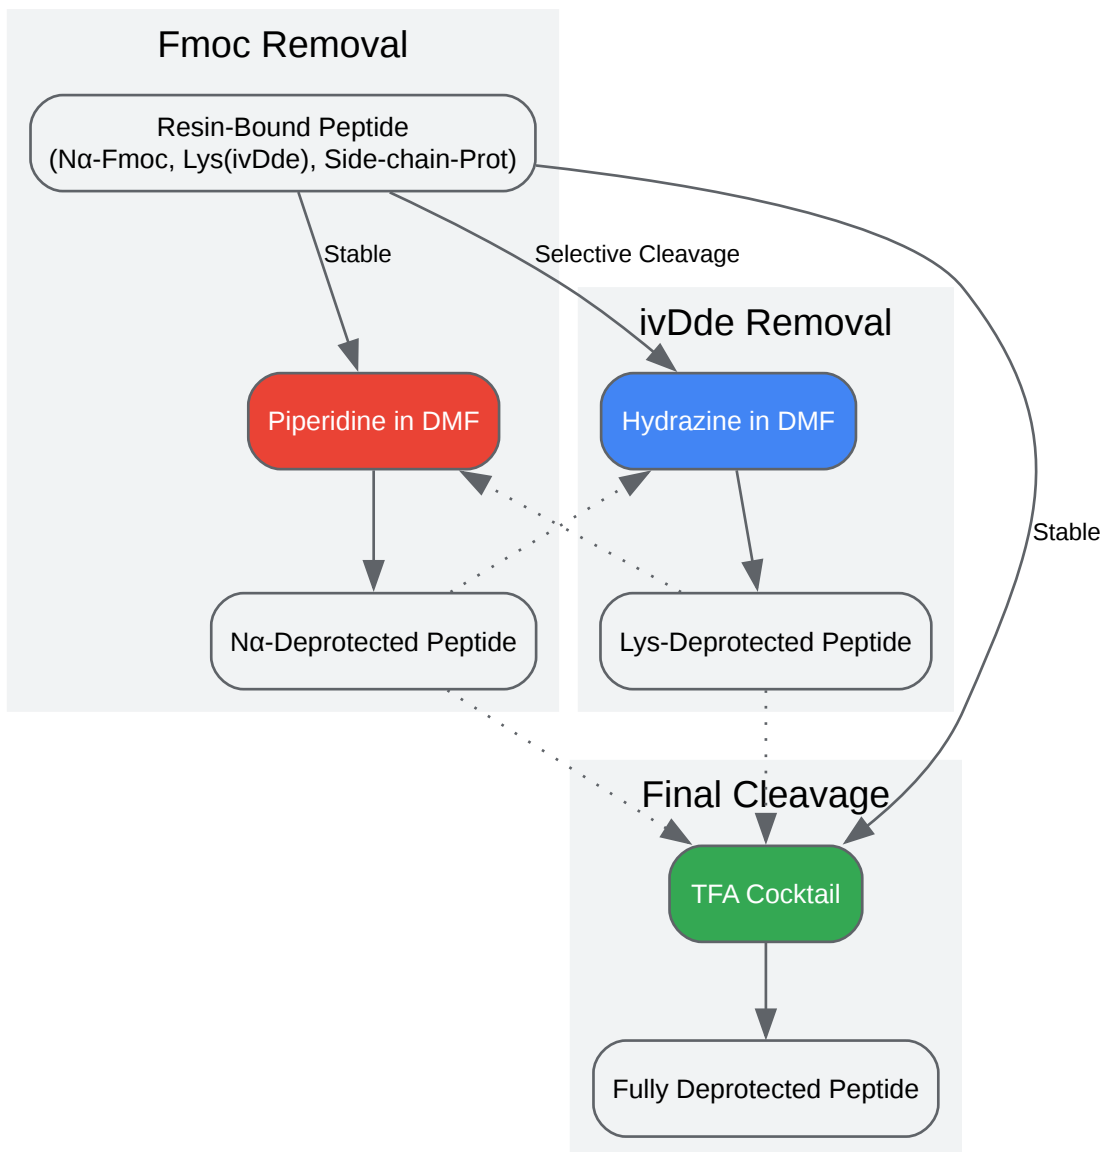 Fmoc Removal
Resin-Bound Peptide
(Nα-Fmoc, Lys(ivDde), Side-chain-Prot)
Stable
Selective Cleavage
ivDde Removal
Piperidine in DMF
Hydrazine in DMF
Stable
Nα-Deprotected Peptide
Lys-Deprotected Peptide
Final Cleavage
TFA Cocktail
Fully Deprotected Peptide